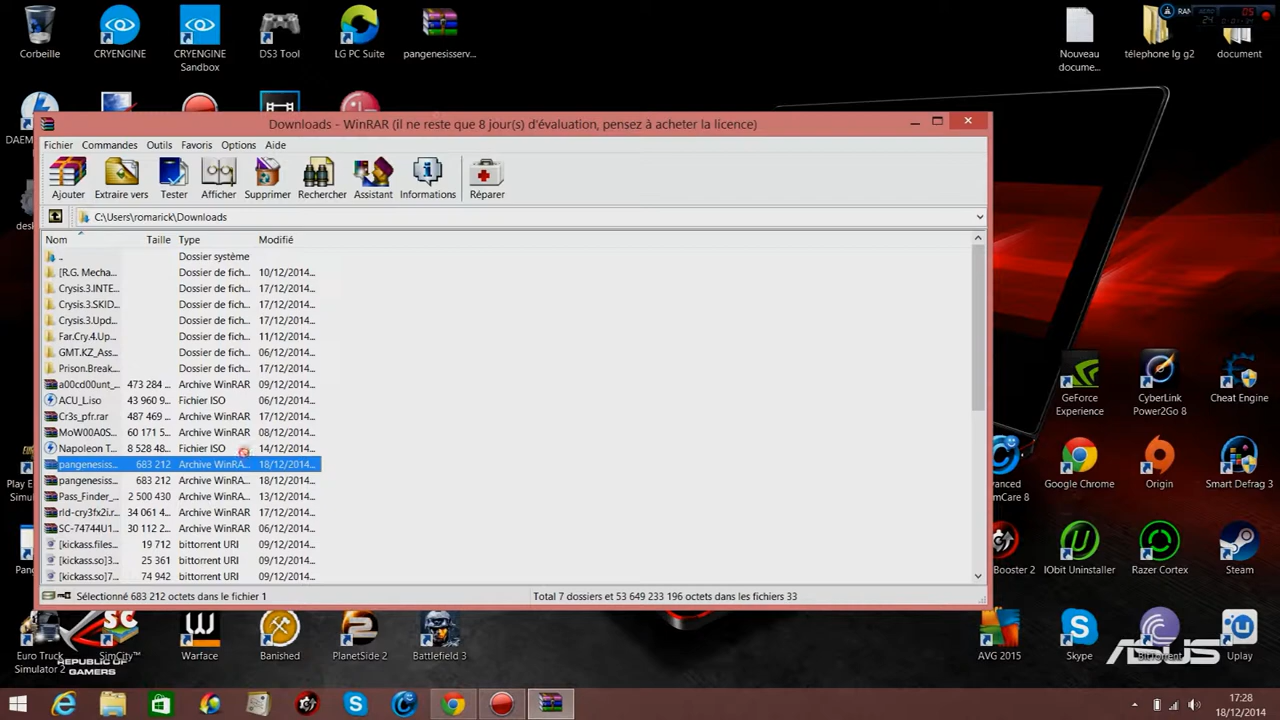 Corbeille
CRYENGINE
CRYENGINE Sandbox
DS3 Tool
LG PC Suite
pangenesisserv...
Nouveau docume...
télephone lg g2
document
DAEM
Downloads - WinRAR (il ne reste que 8 jour(s) d'évaluation, pensez à acheter la licence)
Fichier Commandes Outils Favoris Options Aide
Ajouter Extraire vers Tester Afficher Supprimer Rechercher Assistant Informations Réparer
C:\Users\romarick\Downloads
Nom Taille Type Modifié
.. Dossier système
[R.G. Mecha... Dossier de fich... 10/12/2014...
Crysis.3.INTE... Dossier de fich... 17/12/2014...
Crysis.3.SKID... Dossier de fich... 17/12/2014...
Crysis.3.Upd... Dossier de fich... 17/12/2014...
Far.Cry.4.Up... Dossier de fich... 11/12/2014...
GMT.KZ_Ass... Dossier de fich... 06/12/2014...
Prison.Break... Dossier de fich... 17/12/2014...
a00cd00unt_... 473 284 ... Archive WinRAR 09/12/2014...
ACU_L.iso 43 960 9... Fichier ISO 06/12/2014...
Cr3s_pfr.rar 487 469 ... Archive WinRAR 17/12/2014...
MoW00A0S... 60 171 5... Archive WinRAR 08/12/2014...
Napoleon T... 8 528 48... Fichier ISO 14/12/2014...
pangenesiss... 683 212 Archive WinRA... 18/12/2014...
pangenesiss... 683 212 Archive WinRA... 18/12/2014...
Pass_Finder_... 2 500 430 Archive WinRA... 13/12/2014...
rld-cry3fx2i.r... 34 061 4... Archive WinRAR 17/12/2014...
SC-74744U1... 30 112 2... Archive WinRAR 06/12/2014...
[kickass.files... 19 712 bittorrent URI 09/12/2014...
[kickass.so]3... 25 361 bittorrent URI 09/12/2014...
[kickass.so]7... 74 942 bittorrent URI 09/12/2014...
Sélectionné 683 212 octets dans le fichier 1
Total 7 dossiers et 53 649 233 196 octets dans les fichiers 33
GeForce Experience
CyberLink Power2Go 8
Cheat Engine
Google Chrome
Origin
Smart Defrag 3
Booster 2
IObit Uninstaller
Razer Cortex
Steam
Euro Truck Simulator 2
SimCity™
Warface
Banished
PlanetSide 2
Battlefield 3
AVG 2015
Skype
BitTorrent
Uplay
REPUBLIC OF GAMERS
ASUS
17:28
18/12/2014